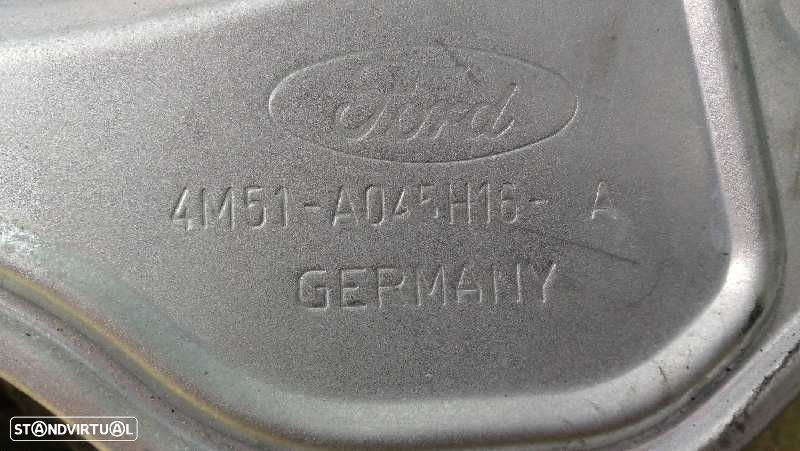 Ford
4M51-A045H16- A
GERMANY
STANDVIRTUAL